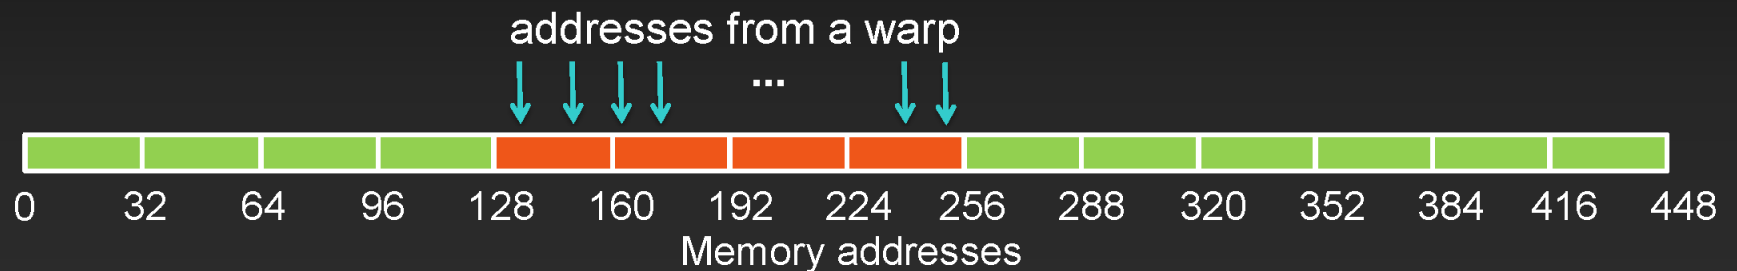 addresses from a warp
...
0 32 64 96 128 160 192 224 256 288 320 352 384 416 448
Memory addresses